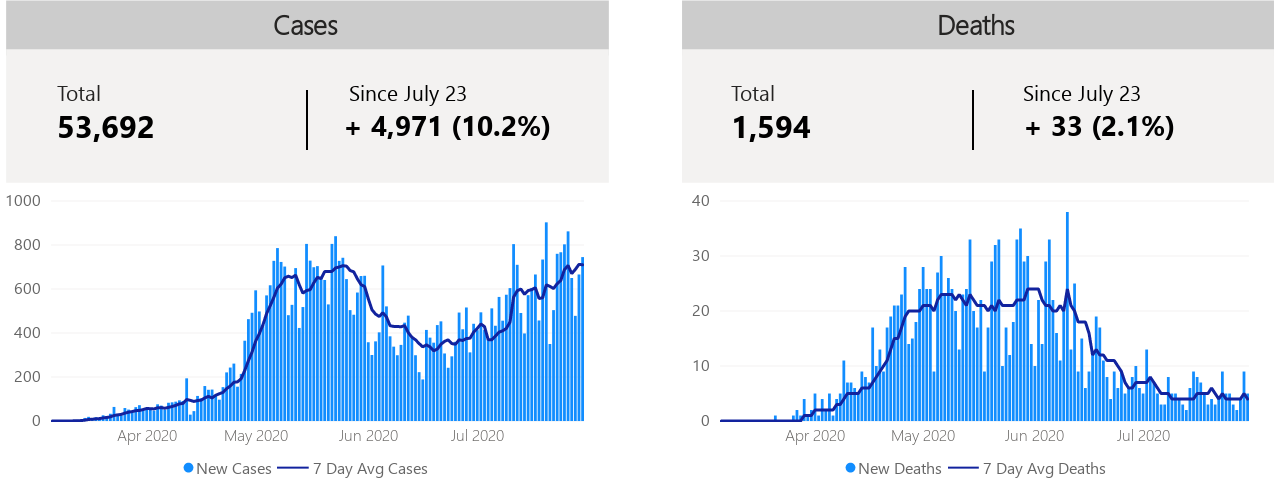 Cases
Total
53,692
Since July 23
+ 4,971 (10.2%)
1000
800
600
400
200
0
Apr 2020
May 2020
Jun 2020
Jul 2020
New Cases
7 Day Avg Cases
Deaths
Total
1,594
Since July 23
+ 33 (2.1%)
40
30
20
10
0
Apr 2020
May 2020
Jun 2020
Jul 2020
New Deaths
7 Day Avg Deaths